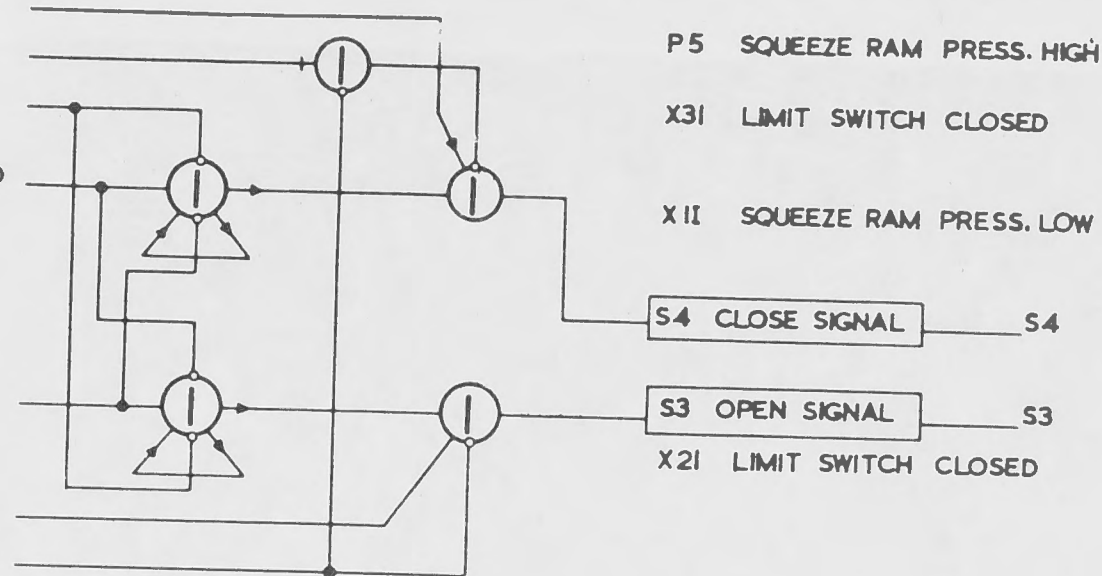 P5 SQUEEZE RAM PRESS. HIGH
X31 LIMIT SWITCH CLOSED
X11 SQUEEZE RAM PRESS. LOW
S4 CLOSE SIGNAL S4
S3 OPEN SIGNAL S3
X21 LIMIT SWITCH CLOSED